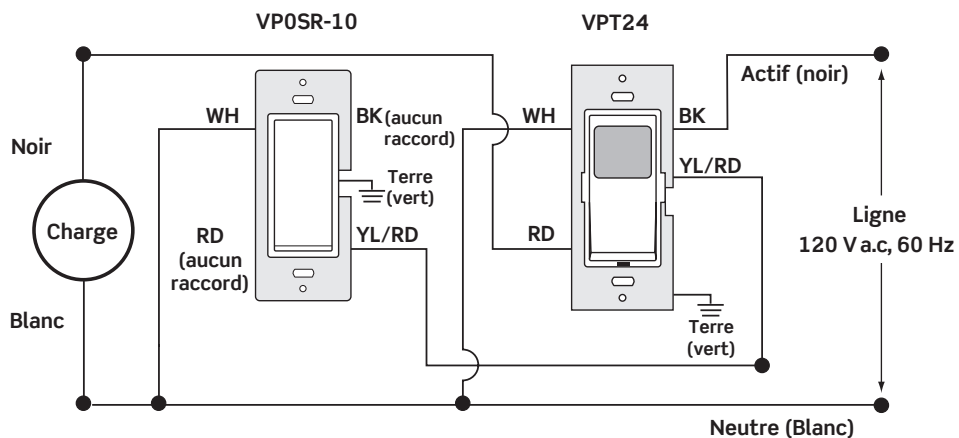 VP0SR-10
VPT24
Actif (noir)
WH
BK (aucun
raccord)
WH
BK
Noir
Terre
(vert)
YL/RD
Charge
RD
(aucun
raccord)
YL/RD
RD
Ligne
120 V a.c, 60 Hz
Blanc
Terre
(vert)
Neutre (Blanc)